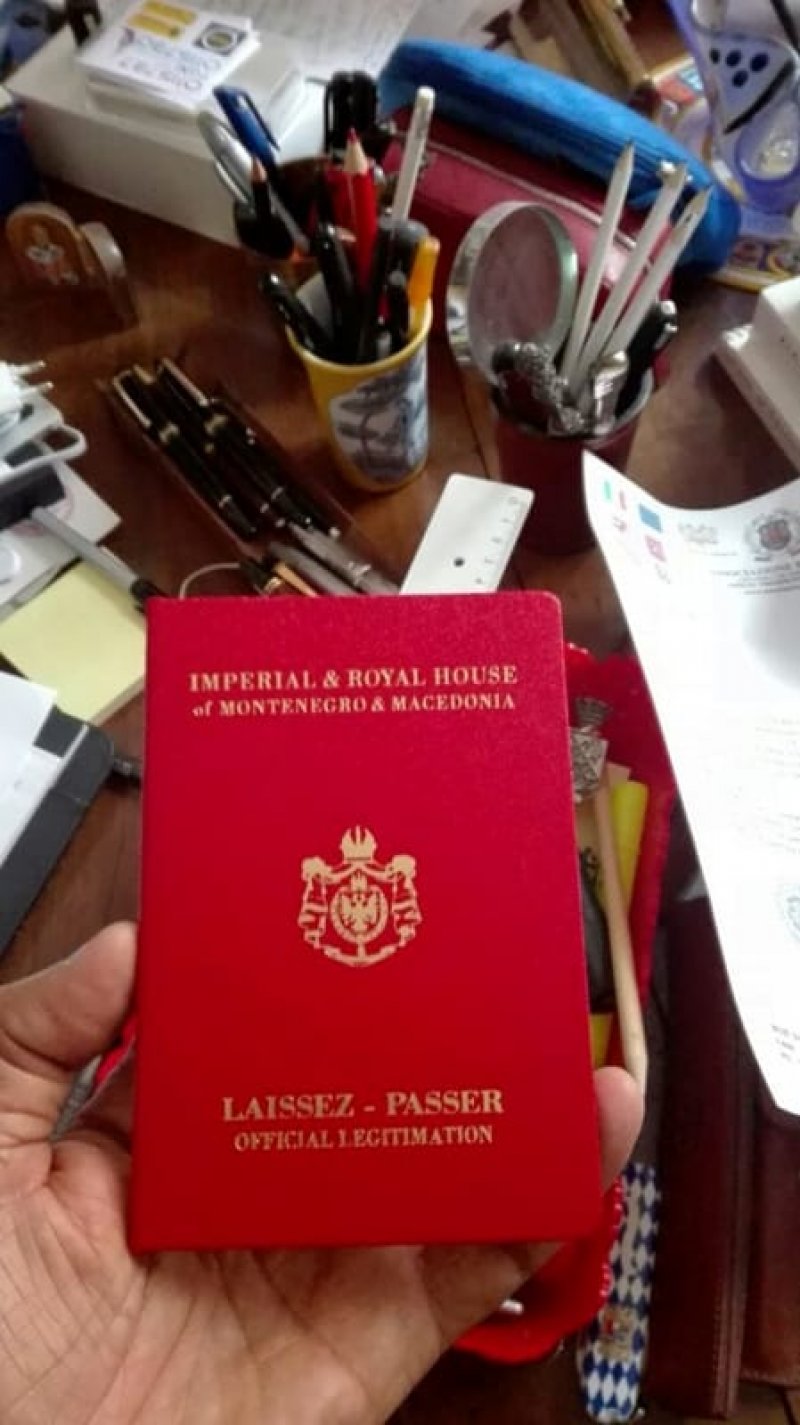 IMPERIAL & ROYAL HOUSE
of MONTENEGRO & MACEDONIA
LAISSEZ - PASSER
OFFICIAL LEGITIMATION